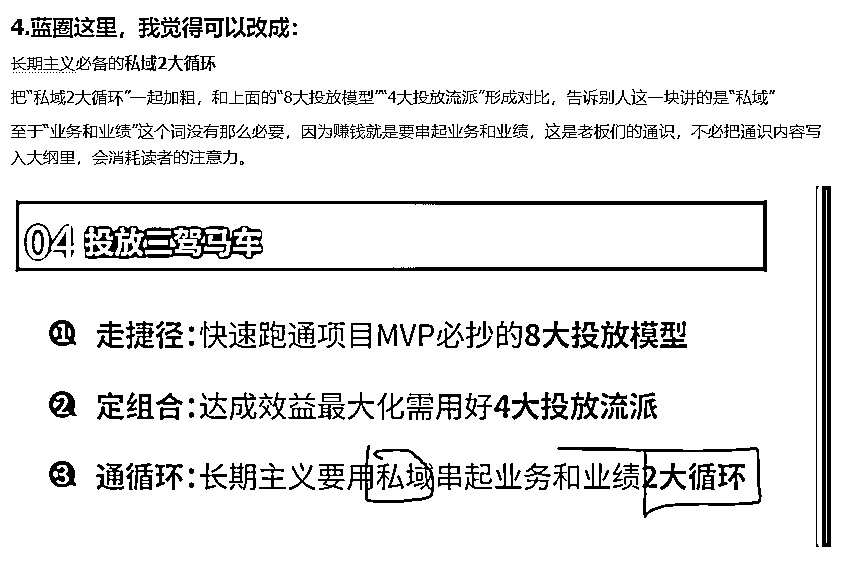 4.蓝圈这里，我觉得可以改成：
长期主义必备的私域2大循环
把“私域2大循环”一起加粗，和上面的“8大投放模型”“4大投放流派”形成对比，告诉别人这一块讲的是“私域”
至于“业务和业绩”这个词没有那么必要，因为赚钱就是要串起业务和业绩，这是老板们的通识，不必把通识内容写
入大纲里，会消耗读者的注意力。
04 投放三驾马车
1 走捷径：快速跑通项目MVP必抄的8大投放模型
2 定组合：达成效益最大化需用好4大投放流派
3 通循环：长期主义要用私域串起业务和业绩2大循环